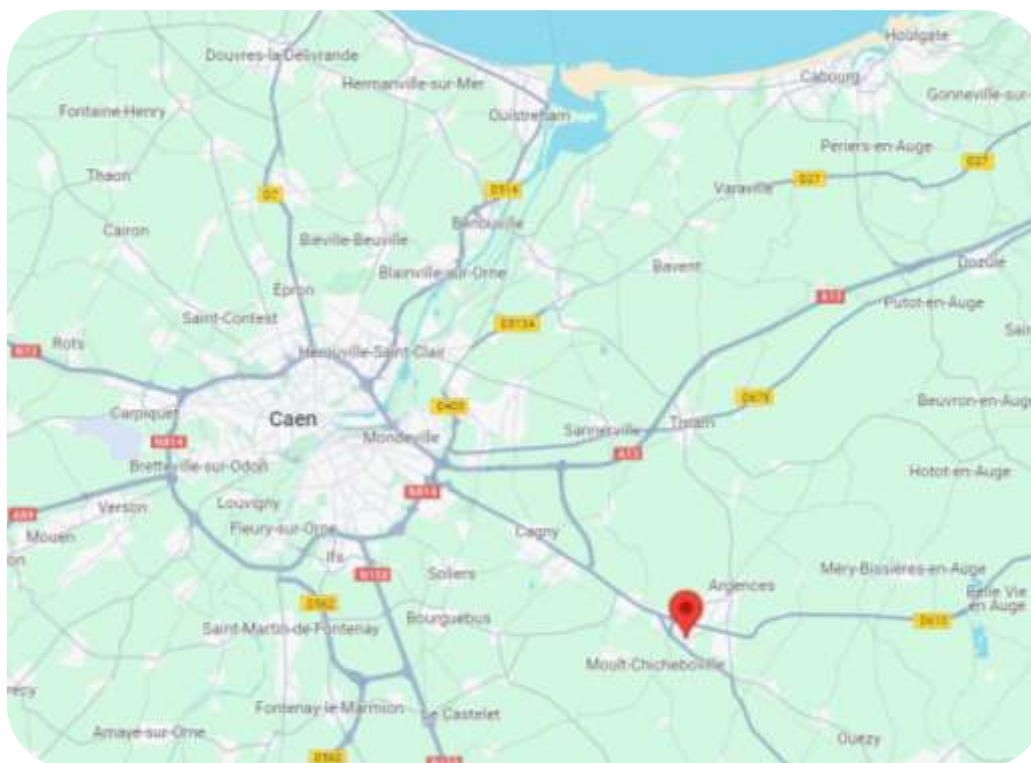 Houlgate
Douvres-la-Délivrande
Hermanville-sur-Mer
Cabourg
Gonneville-sur-
Fontaine-Henry
Ouistreham
Périers-en-Auge
D27
Thaon
D7
D514
Varaville
D27
Bénouville
Cairon
Biéville-Beuville
Blainville-sur-Orne
Bavent
Dozulé
Epron
A13
Putot-en-Auge
Saint-Contest
D513A
Rots
Hérouville-Saint-Clair
D675
Beuvron-en-Auge
Carpiquet
Caen
D403
Troarn
N814
Mondeville
Sannerville
A13
Bretteville-sur-Odon
Hotot-en-Auge
N814
Louvigny
Verson
A84
Fleury-sur-Orne
Cagny
Mouen
Ifs
N158
Soliers
Méry-Bissières-en-Auge
Argences
Belle Vie
en Auge
D562
Bourguébus
D613
Saint-Martin-de-Fontenay
Moult-Chicheboville
Fontenay-le-Marmion
Le Castelet
Amayé-sur-Orne
Ouézy
D562